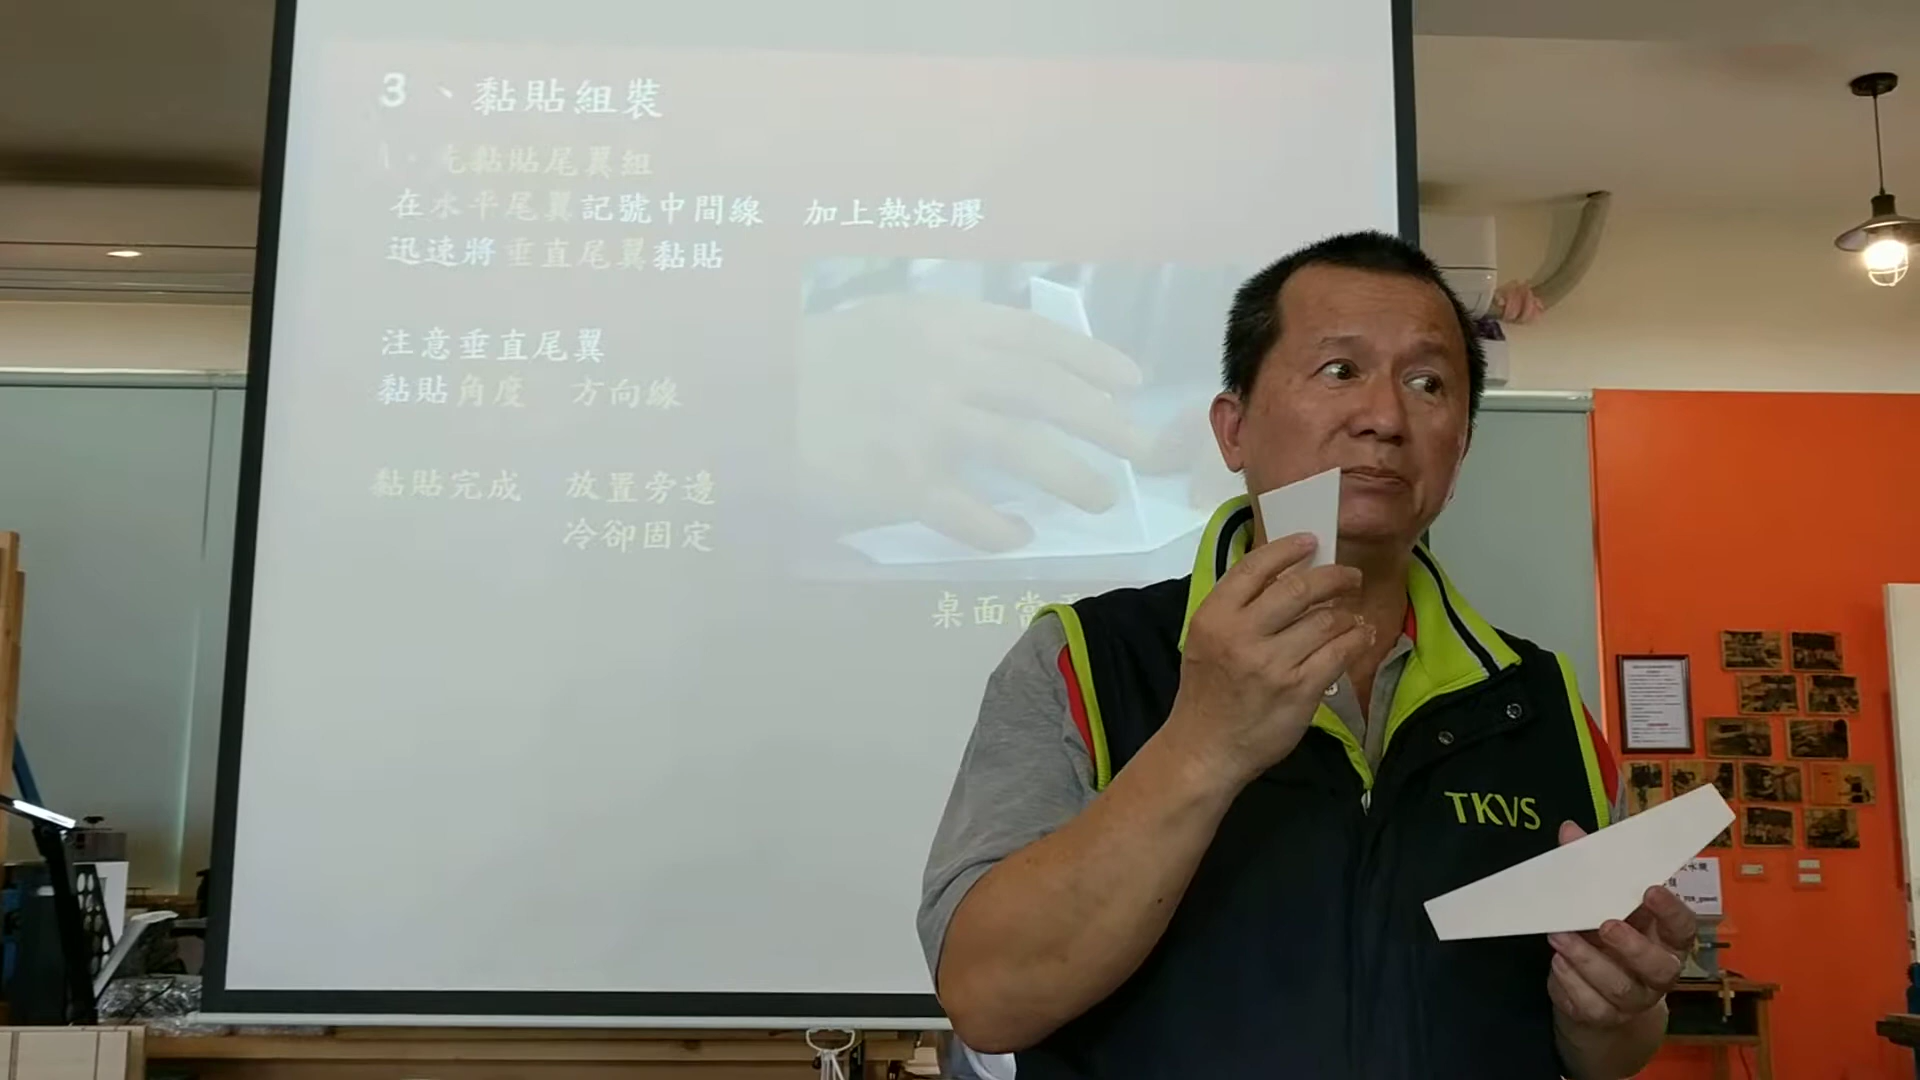 3、黏貼組裝
1．先黏貼尾翼組
在水平尾翼記號中間線 加上熱熔膠
迅速將垂直尾翼黏貼
注意垂直尾翼
黏貼角度 方向線
黏貼完成 放置旁邊
冷卻固定
桌面當
TKVS